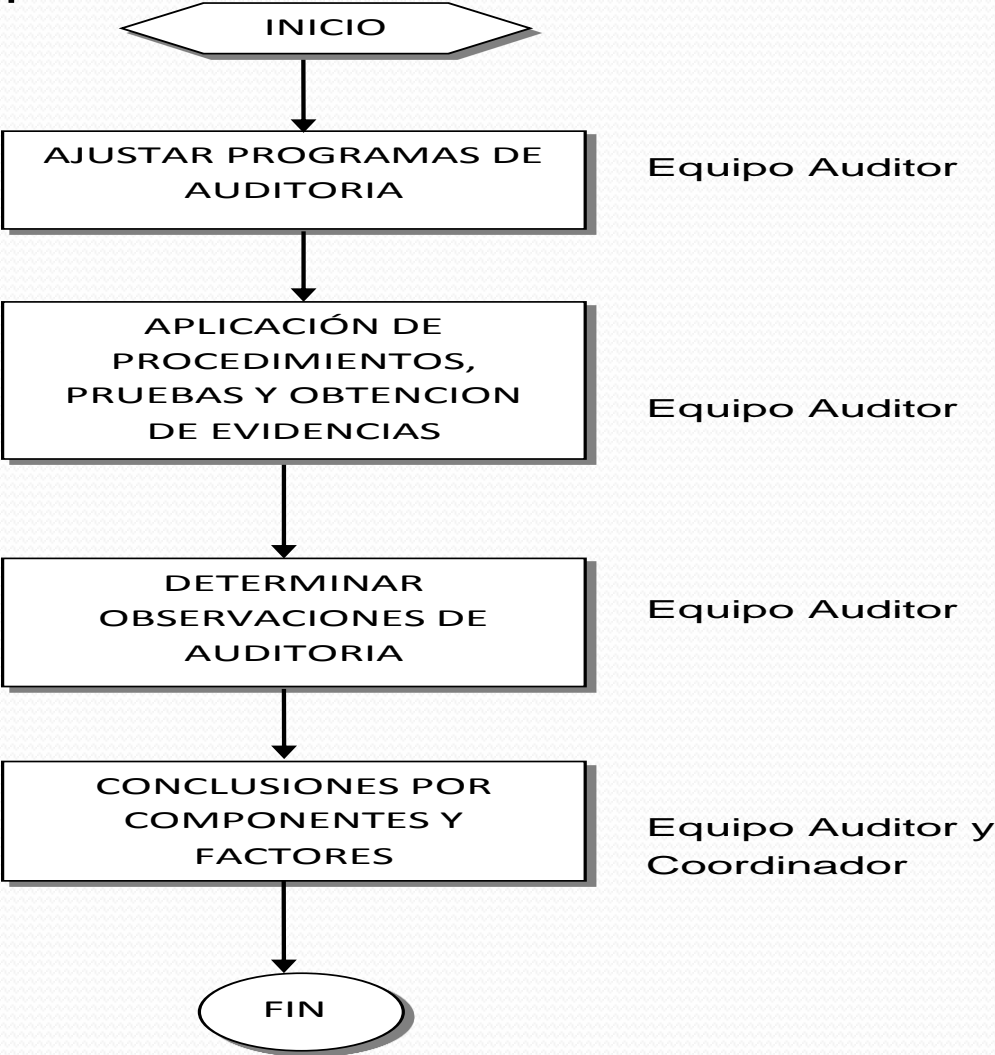 INICIO
AJUSTAR PROGRAMAS DE
AUDITORIA
Equipo Auditor
APLICACIÓN DE
PROCEDIMIENTOS,
PRUEBAS Y OBTENCION
DE EVIDENCIAS
Equipo Auditor
DETERMINAR
OBSERVACIONES DE
AUDITORIA
Equipo Auditor
CONCLUSIONES POR
COMPONENTES Y
FACTORES
Equipo Auditor y
Coordinador
FIN